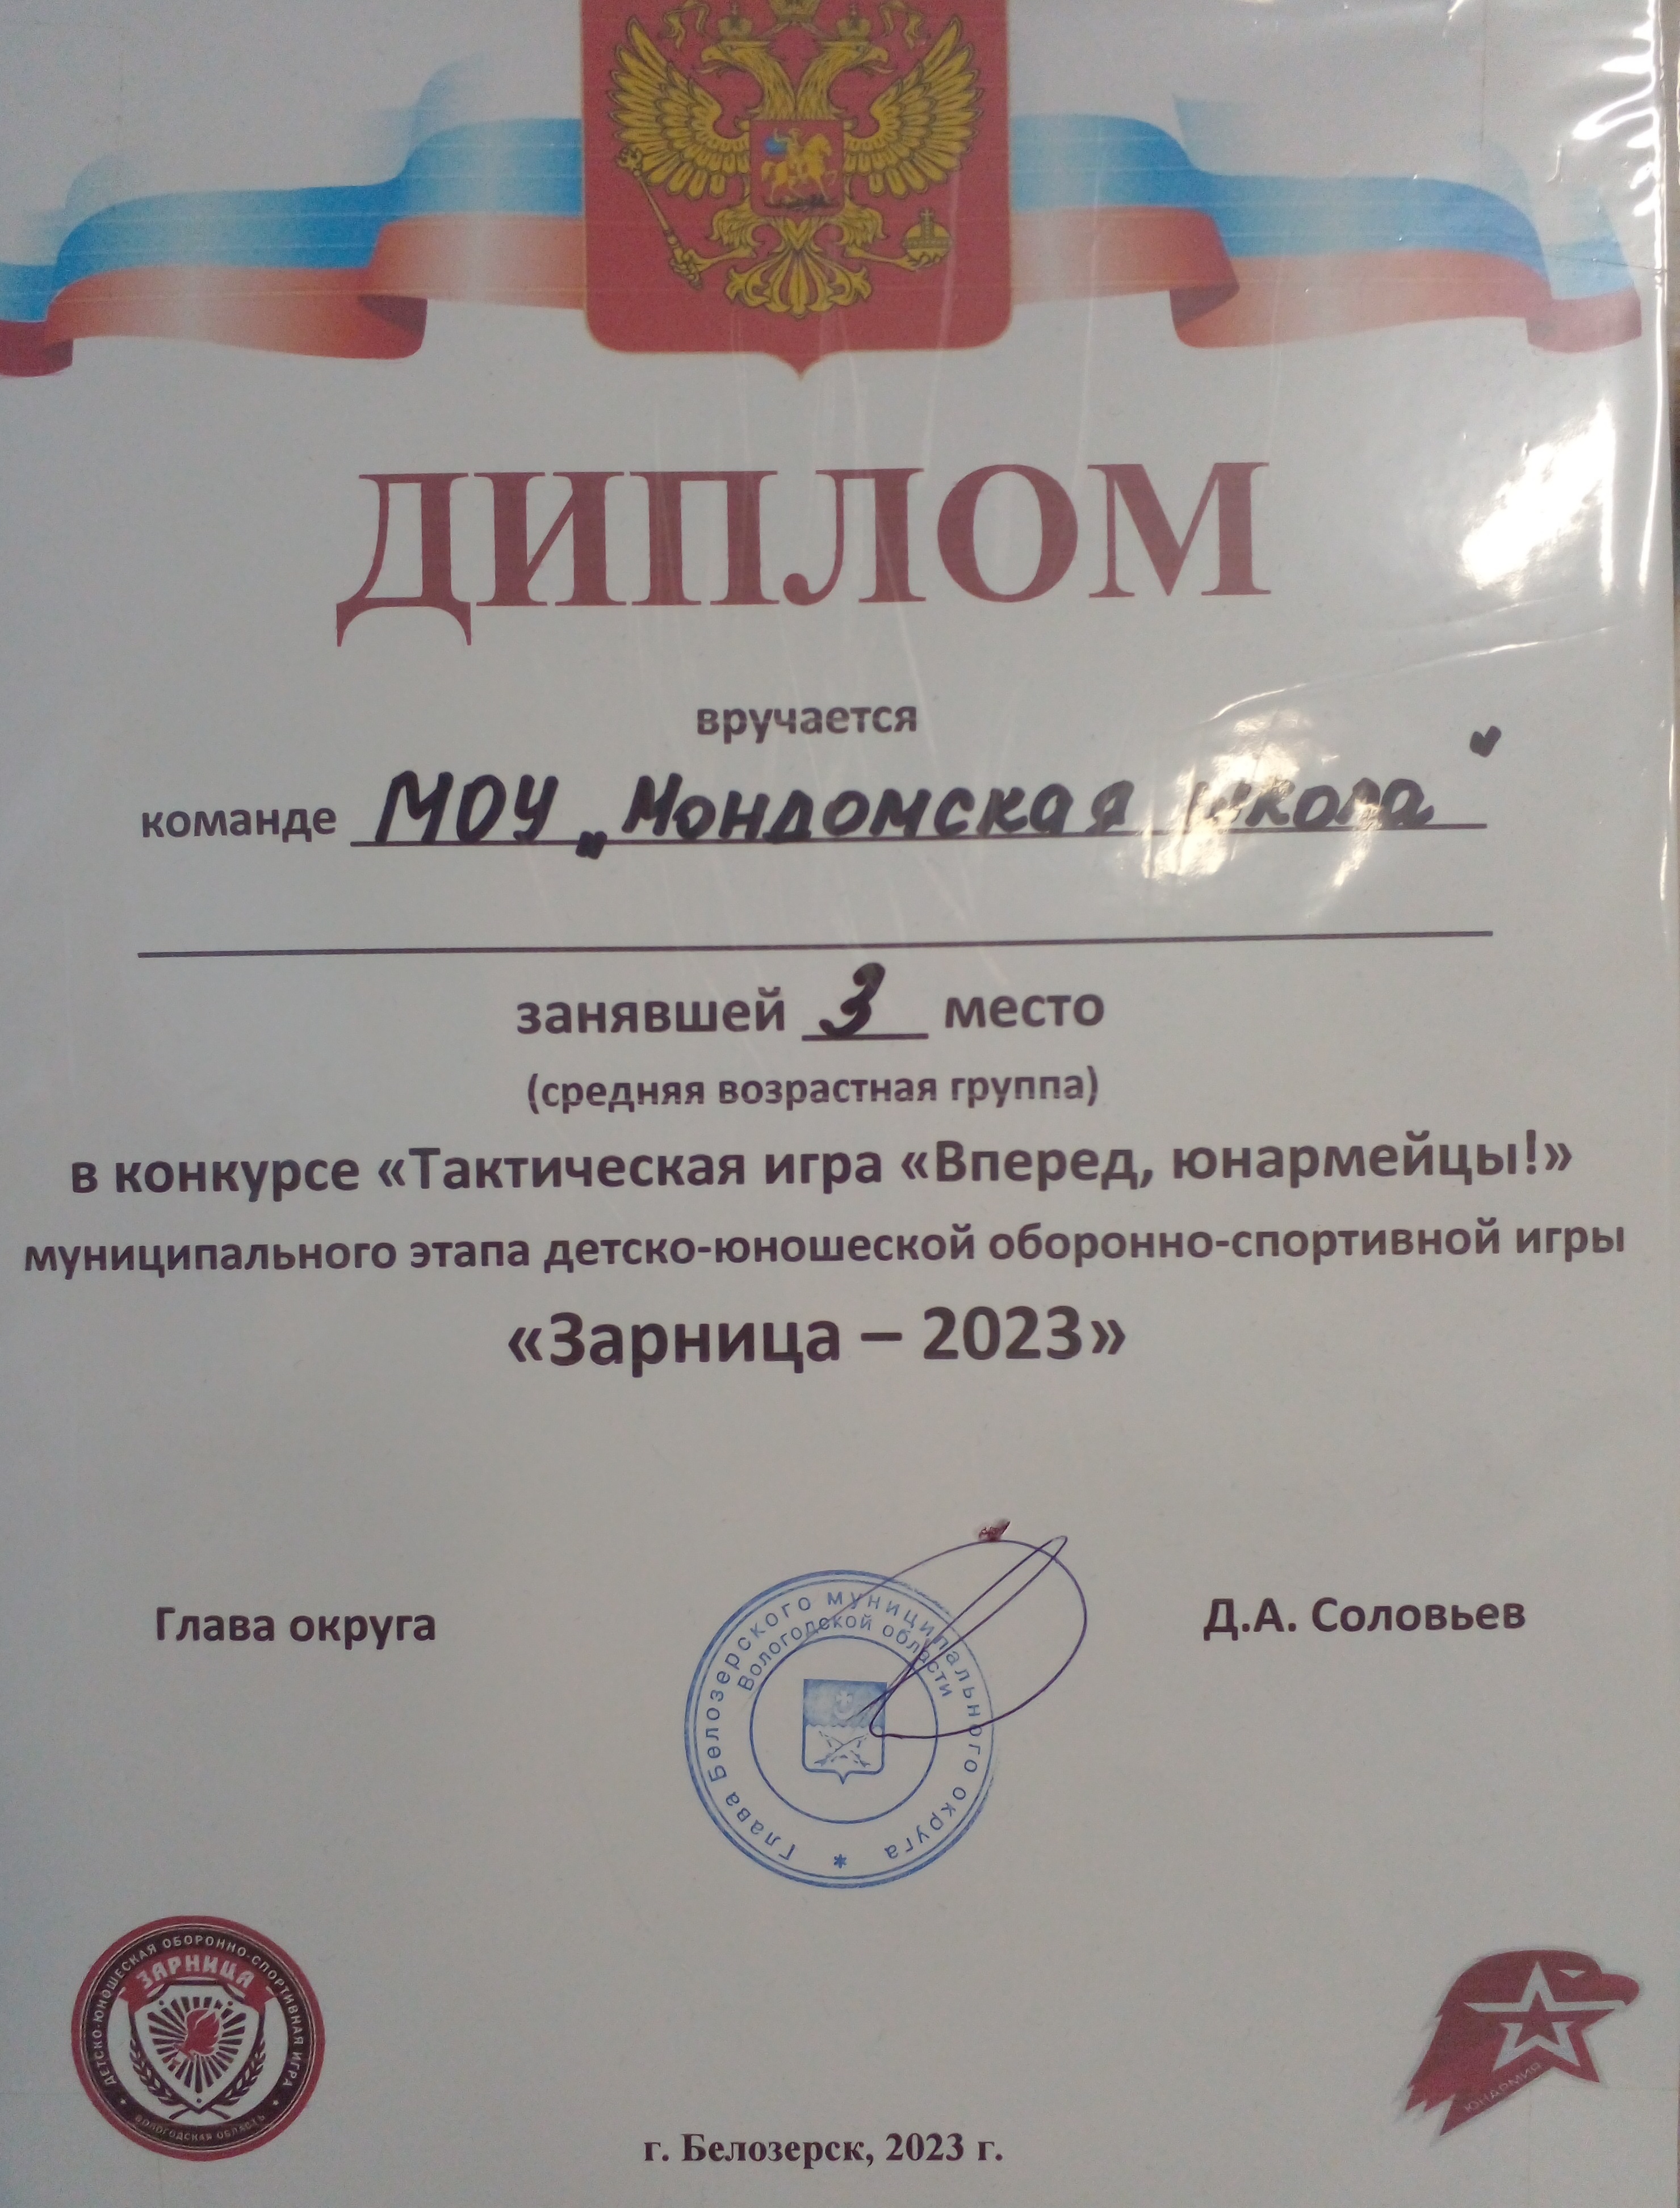 ДИПЛОМ
вручается
команде МОУ „Мондомская школа"
занявшей 3 место
(средняя возрастная группа)
в конкурсе «Тактическая игра «Вперед, юнармейцы!»
муниципального этапа детско-юношеской оборонно-спортивной игры
«Зарница – 2023»
Глава округа
Д.А. Соловьев
Глава Белозерского муниципального округа *
Вологодской области
ДЕТСКО-ЮНОШЕСКАЯ ОБОРОННО-СПОРТИВНАЯ ИГРА
ЗАРНИЦА
ВОЛОГОДСКАЯ ОБЛАСТЬ
ЮНАРМИЯ
г. Белозерск, 2023 г.